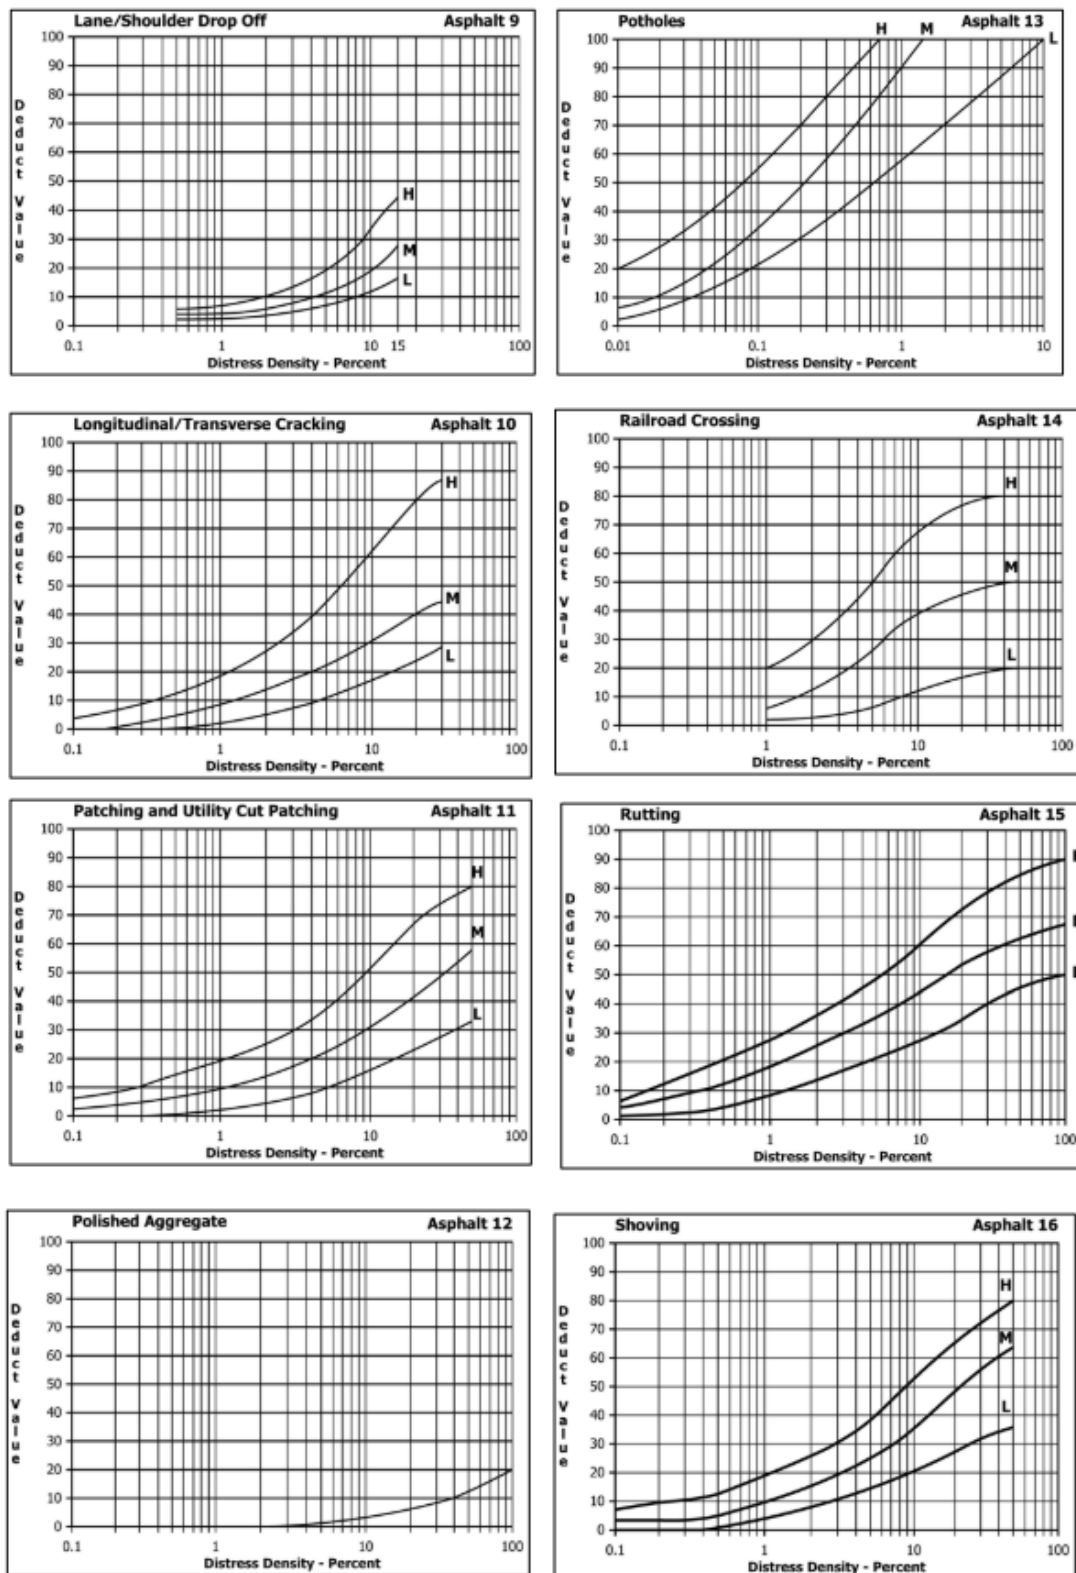 Lane/Shoulder Drop Off Asphalt 9
Deduct Value
100
90
80
70
60
50
40
30
20
10
0
H
M
L
0.1 1 10 15 100
Distress Density - Percent
Potholes Asphalt 13
Deduct Value
100
90
80
70
60
50
40
30
20
10
0
H M L
0.01 0.1 1 10
Distress Density - Percent
Longitudinal/Transverse Cracking Asphalt 10
Deduct Value
100
90
80
70
60
50
40
30
20
10
0
H
M
L
0.1 1 10 100
Distress Density - Percent
Railroad Crossing Asphalt 14
Deduct Value
100
90
80
70
60
50
40
30
20
10
0
H
M
L
0.1 1 10 100
Distress Density - Percent
Patching and Utility Cut Patching Asphalt 11
Deduct Value
100
90
80
70
60
50
40
30
20
10
0
H
M
L
0.1 1 10 100
Distress Density - Percent
Rutting Asphalt 15
Deduct Value
100
90
80
70
60
50
40
30
20
10
0
0.1 1 10 100
Distress Density - Percent
Polished Aggregate Asphalt 12
Deduct Value
100
90
80
70
60
50
40
30
20
10
0
0.1 1 10 100
Distress Density - Percent
Shoving Asphalt 16
Deduct Value
100
90
80
70
60
50
40
30
20
10
0
H
M
L
0.1 1 10 100
Distress Density - Percent